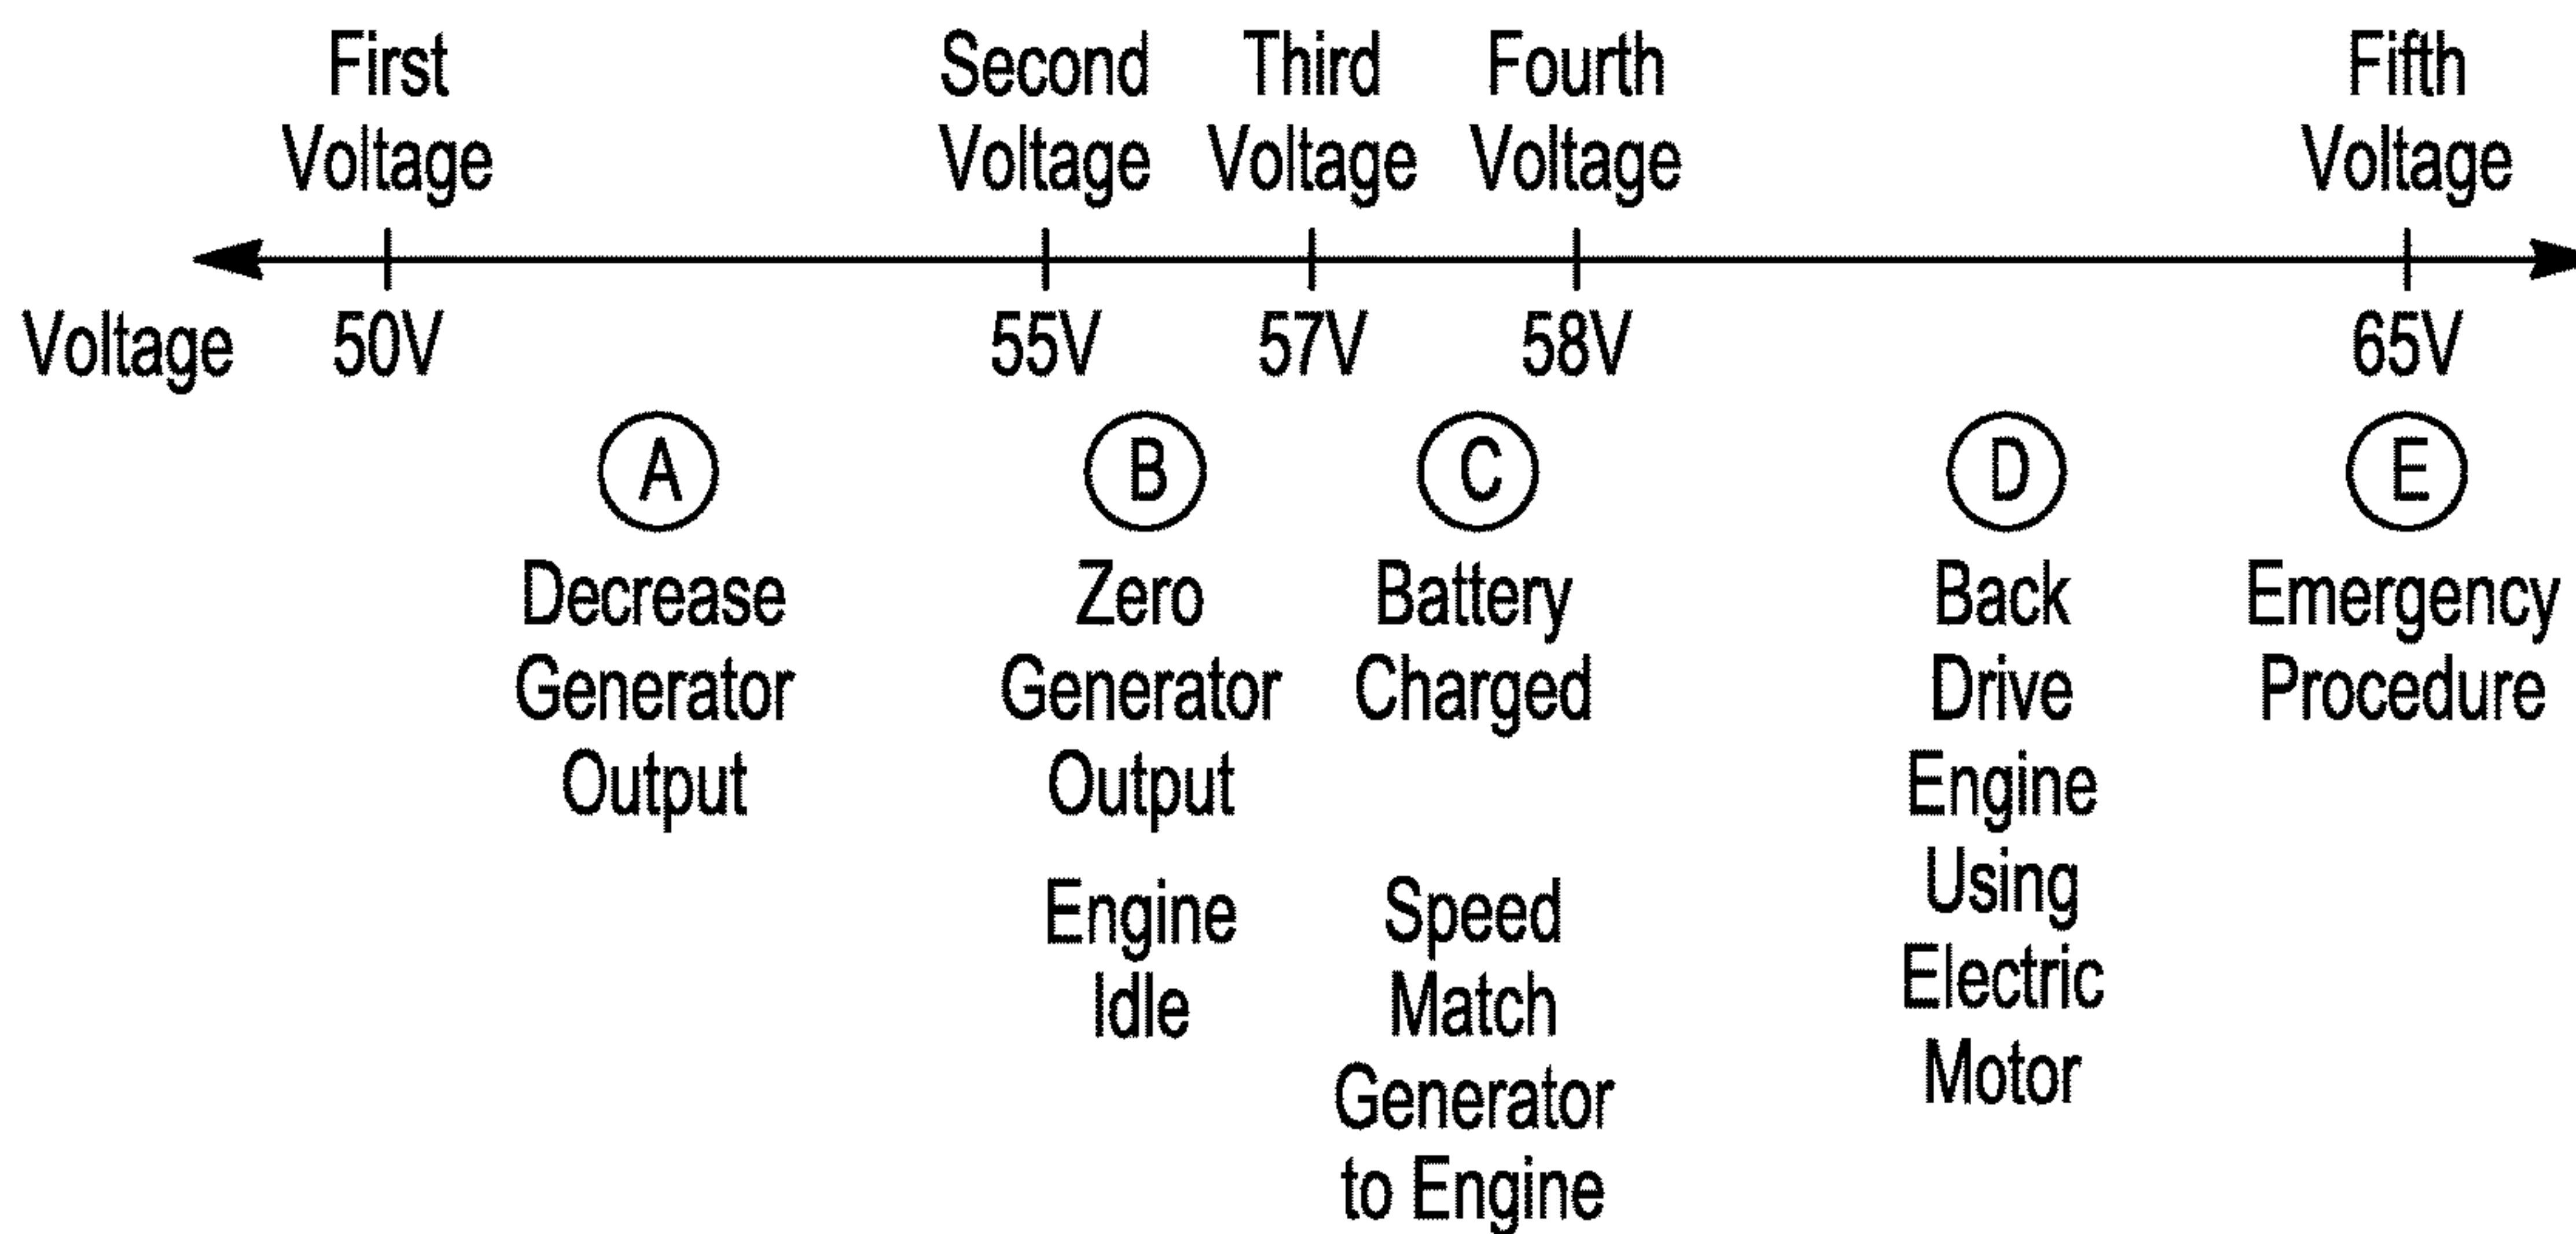 First
Voltage
Second
Voltage
Third
Voltage
Fourth
Voltage
Fifth
Voltage
Voltage
50V
55V
57V
58V
65V
A
Decrease
Generator
Output
B
Zero
Generator
Output
Engine
Idle
C
Battery
Charged
Speed
Match
Generator
to Engine
D
Back
Drive
Engine
Using
Electric
Motor
E
Emergency
Procedure